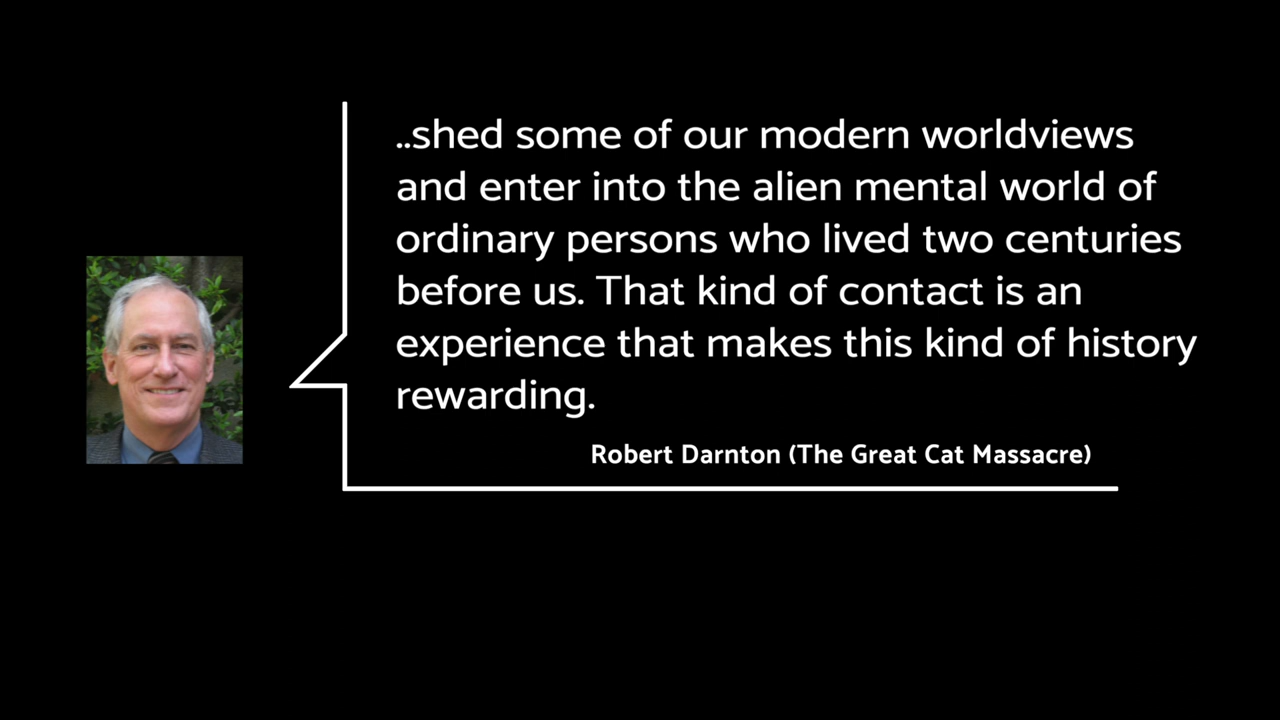 ..shed some of our modern worldviews
and enter into the alien mental world of
ordinary persons who lived two centuries
before us. That kind of contact is an
experience that makes this kind of history
rewarding.
Robert Darnton (The Great Cat Massacre)